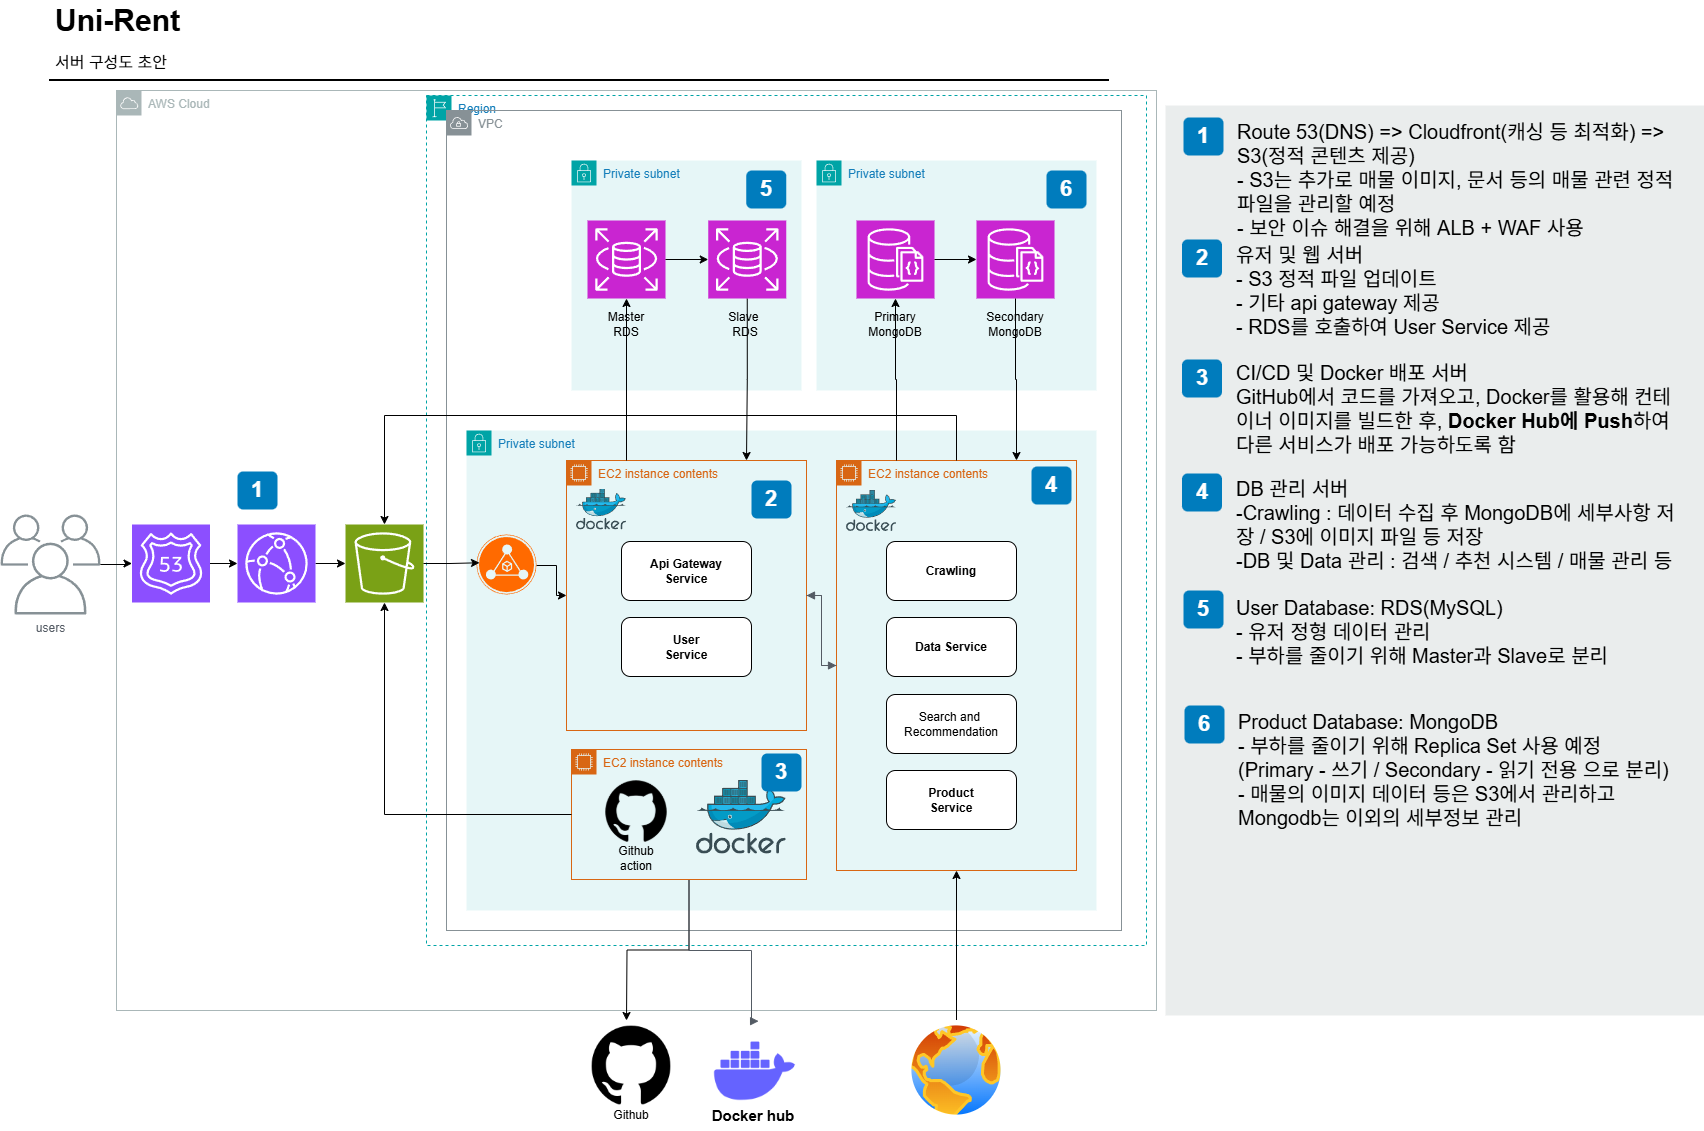 Uni-Rent
서버 구성도 초안
AWS Cloud
Region
VPC
Private subnet
5
Master
RDS
Slave
RDS
Private subnet
6
Primary
MongoDB
Secondary
MongoDB
Private subnet
EC2 instance contents
2
docker
Api Gateway
Service
User
Service
EC2 instance contents
4
docker
Crawling
Data Service
Search and
Recommendation
Product
Service
1
53
users
EC2 instance contents
3
Github
action
docker
Github
Docker hub
1
Route 53(DNS) => Cloudfront(캐싱 등 최적화) =>
S3(정적 콘텐츠 제공)
- S3는 추가로 매물 이미지, 문서 등의 매물 관련 정적
파일을 관리할 예정
- 보안 이슈 해결을 위해 ALB + WAF 사용
2
유저 및 웹 서버
- S3 정적 파일 업데이트
- 기타 api gateway 제공
- RDS를 호출하여 User Service 제공
3
CI/CD 및 Docker 배포 서버
GitHub에서 코드를 가져오고, Docker를 활용해 컨테
이너 이미지를 빌드한 후, Docker Hub에 Push하여
다른 서비스가 배포 가능하도록 함
4
DB 관리 서버
-Crawling : 데이터 수집 후 MongoDB에 세부사항 저
장 / S3에 이미지 파일 등 저장
-DB 및 Data 관리 : 검색 / 추천 시스템 / 매물 관리 등
5
User Database: RDS(MySQL)
- 유저 정형 데이터 관리
- 부하를 줄이기 위해 Master과 Slave로 분리
6
Product Database: MongoDB
- 부하를 줄이기 위해 Replica Set 사용 예정
(Primary - 쓰기 / Secondary - 읽기 전용 으로 분리)
- 매물의 이미지 데이터 등은 S3에서 관리하고
Mongodb는 이외의 세부정보 관리